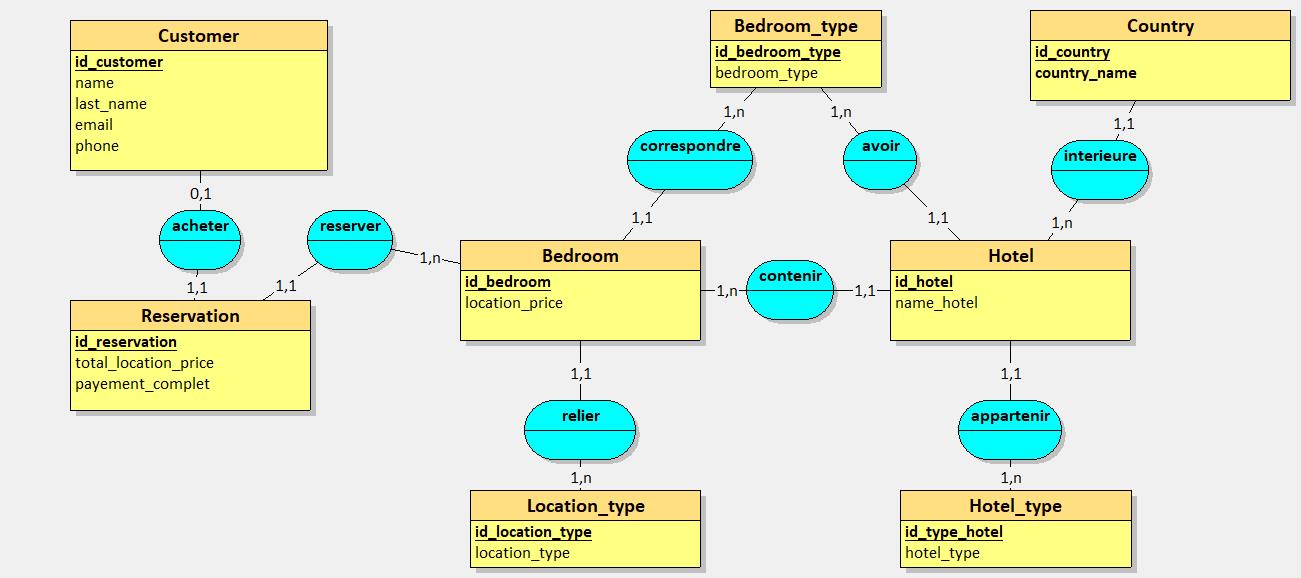 Customer
id_customer
name
last_name
email
phone
Bedroom_type
id_bedroom_type
bedroom_type
Country
id_country
country_name
1,n
1,n
1,1
correspondre
avoir
interieure
0,1
acheter
reserver
1,1
1,1
1,n
1,n
1,1
1,1
Reservation
id_reservation
total_location_price
payement_complet
Bedroom
id_bedroom
location_price
1,n
contenir
1,1
Hotel
id_hotel
name_hotel
1,1
1,1
relier
appartenir
1,n
1,n
Location_type
id_location_type
location_type
Hotel_type
id_type_hotel
hotel_type